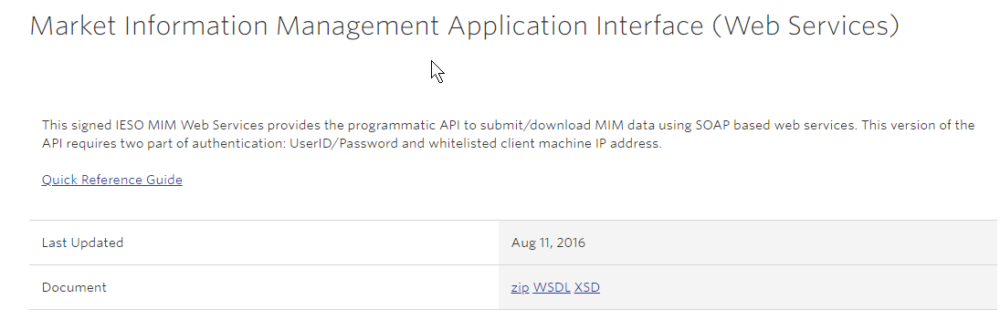 Market Information Management Application Interface (Web Services)
This signed IESO MIM Web Services provides the programmatic API to submit/download MIM data using SOAP based web services. This version of the
API requires two part of authentication: UserID/Password and whitelisted client machine IP address.
Quick Reference Guide
Last Updated Aug 11, 2016
Document zip WSDL XSD